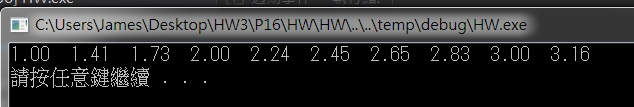 C:\Users\James\Desktop\HW3\P16\HW\HW\..\..\temp\debug\HW.exe
1.00 1.41 1.73 2.00 2.24 2.45 2.65 2.83 3.00 3.16
請按任意鍵繼續 . . .